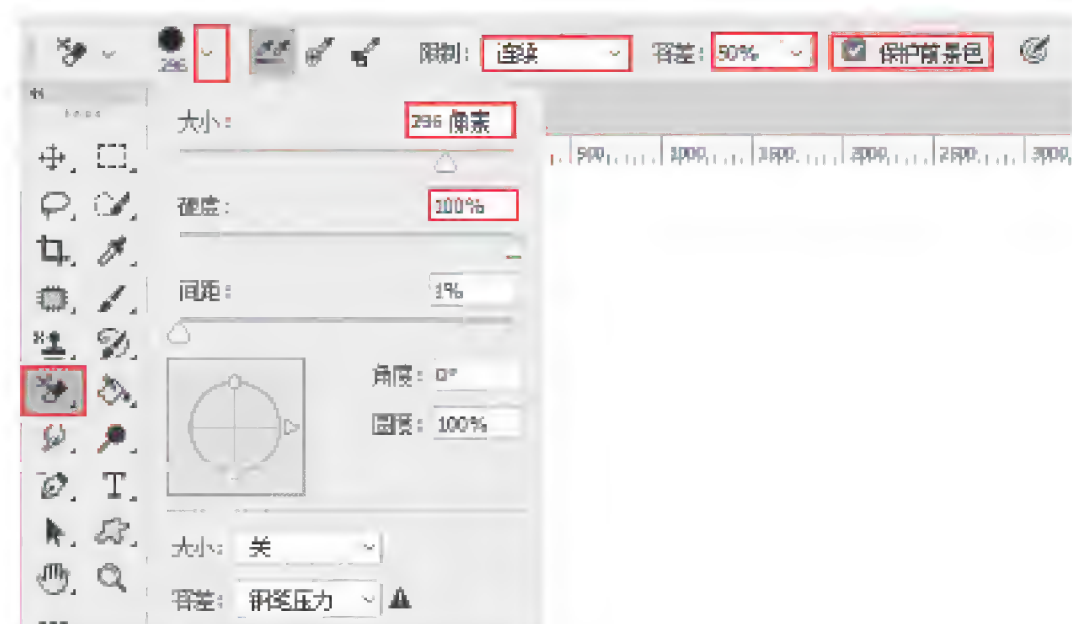 296 限制: 连续 容差: 50% 保护前景色
大小: 296 像素
500 1000 1500 2000 2500 3000
硬度: 100%
间距: 1%
角度: 0°
圆度: 100%
T
大小: 关
容差: 钢笔压力